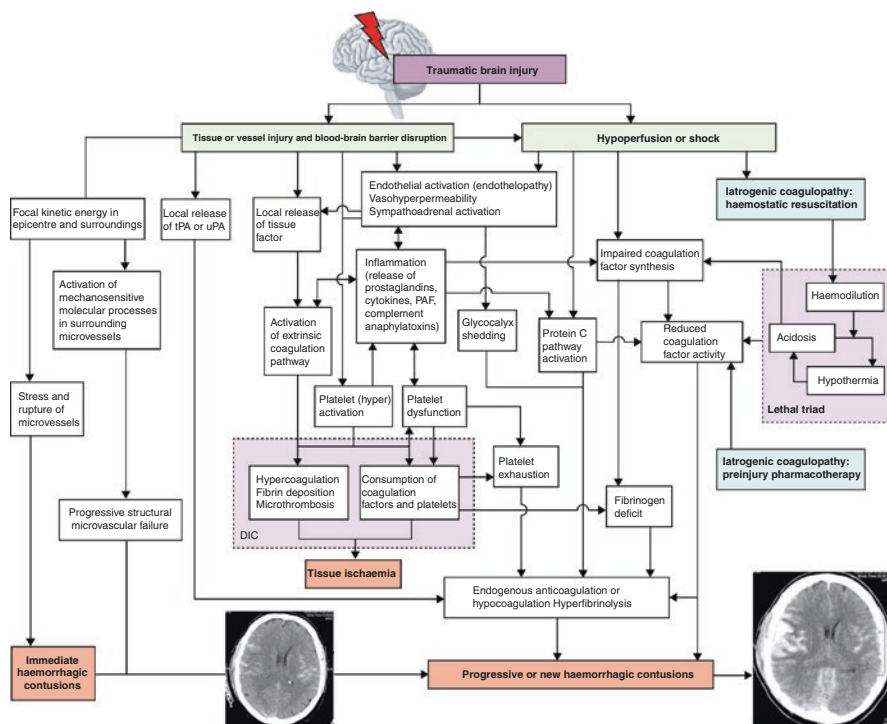 Traumatic brain injury
Tissue or vessel injury and blood-brain barrier disruption
Hypoperfusion or shock
Endothelial activation (endothelopathy)
Vasohyperpermeability
Sympathoadrenal activation
Iatrogenic coagulopathy:
haemostatic resuscitation
Focal kinetic energy in
epicentre and surroundings
Local release
of tPA or uPA
Local release
of tissue
factor
Inflammation
(release of
prostaglandins,
cytokines, PAF,
complement
anaphylatoxins)
Impaired coagulation
factor synthesis
Activation of
mechanosensitive
molecular processes
in surrounding
microvessels
Haemodilution
Activation
of extrinsic
coagulation
pathway
Glycocalyx
shedding
Protein C
pathway
activation
Reduced
coagulation
factor activity
Acidosis
Hypothermia
Lethal triad
Stress and
rupture of
microvessels
Platelet (hyper)
activation
Platelet
dysfunction
Platelet
exhaustion
Iatrogenic coagulopathy:
preinjury pharmacotherapy
Hypercoagulation
Fibrin deposition
Microthrombosis
Consumption of
coagulation
factors and platelets
Fibrinogen
deficit
Progressive structural
microvascular failure
DIC
Tissue ischaemia
Endogenous anticoagulation or
hypocoagulation Hyperfibrinolysis
Immediate
haemorrhagic
contusions
Progressive or new haemorrhagic contusions